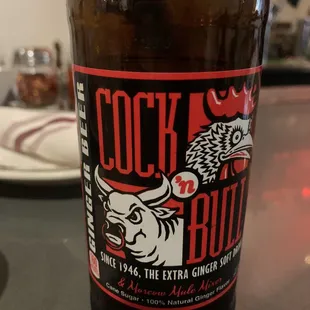 GINGER BEER
COCK
'n
BULL
SINCE 1946, THE EXTRA GINGER SOFT DRINK
& Moscow Mule Mixer
Cane Sugar - 100% Natural Ginger Flavor